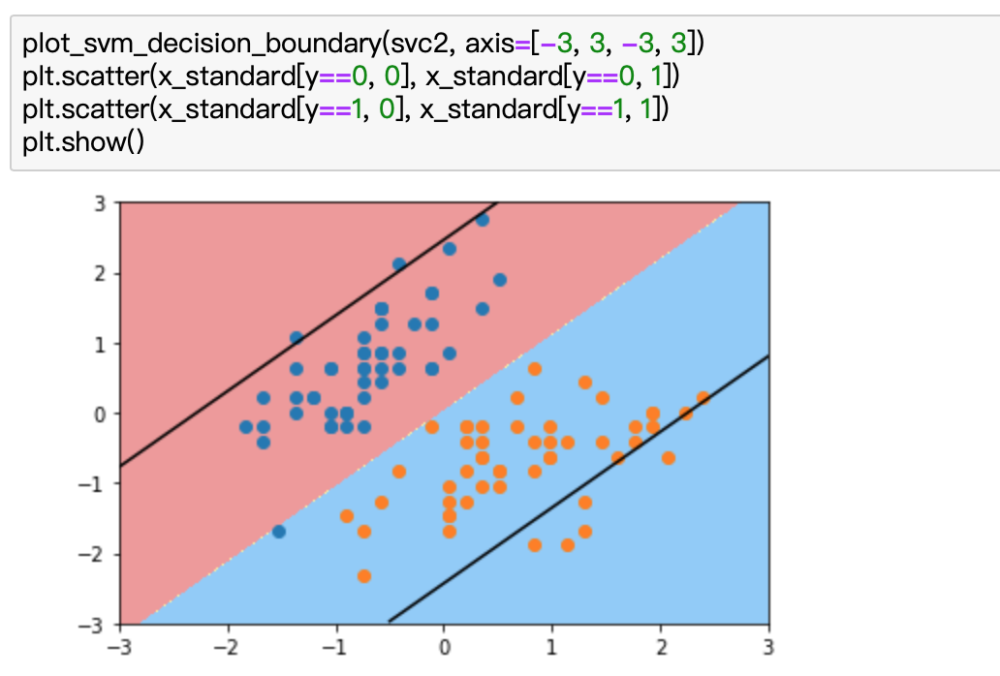 plot_svm_decision_boundary(svc2, axis=[-3, 3, -3, 3])
plt.scatter(x_standard[y==0, 0], x_standard[y==0, 1])
plt.scatter(x_standard[y==1, 0], x_standard[y==1, 1])
plt.show()
3
2
1
0
−1
−2
−3
−3 −2 −1 0 1 2 3